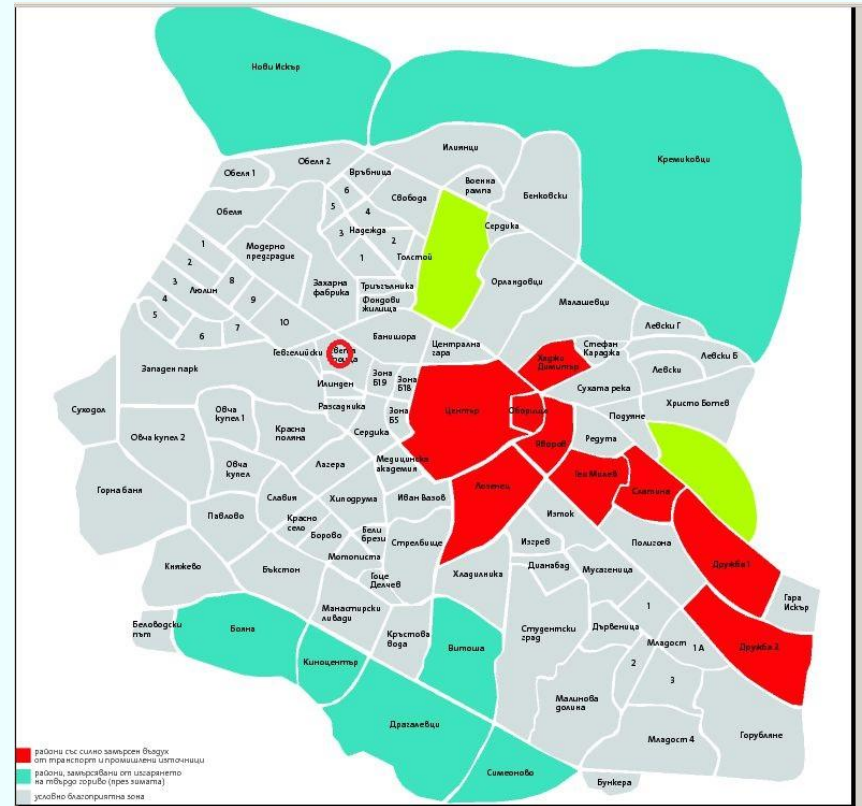 Нови Искър
Кремиковци
Илиянци
Обеля 2
Обеля 1
Връбница
Военна
рампа
Бенковски
6
5
4
Свобода
Обеля
Надежда
3
2
1
Сердика
Толстой
Модерно
предградие
1
2
3
4
5
Люлин
8
9
10
6
7
Захарна
фабрика
Триъгълника
Фондови
жилища
Орландовци
Малашевци
Левски Г
Левски В
Левски
Банишора
Централна
гара
Хаджи
Димитър
Стефан
Караджа
Гевгелийски
Илинден
Зона
Б19
Зона
Б18
Зона
Б5
Западен парк
Сухата река
Христо Ботев
Суходол
Овча
купел 1
Разсадника
Сердика
Център
Оборище
Подуяне
Редута
Яворов
Овча купел 2
Красна
поляна
Лагера
Медицинска
академия
Гео Милев
Слатина
Горна баня
Овча
купел
Славия
Хиподрума
Иван Вазов
Лозенец
Изток
Павлово
Красно
село
Борово
Бели
брези
Стрелбище
Изгрев
Полигона
Мотописта
Дианабад
Мусагеница
Дружба 1
Княжево
Бъкстон
Гоце
Делчев
Хладилника
Гара
Искър
Беловодски
път
Бояна
Манастирски
ливади
Кръстова
вода
Витоша
Студентски
град
Дървеница
1
Младост
1 А
2
3
Дружба 2
Киноцентър
Малинова
долина
Драгалевци
Младост 4
Горубляне
Симеоново
Бункера
райони със силно замърсен въздух
от транспорт и промишлени източници
райони, замърсявани от изгарянето
на твърдо гориво (през зимата)
условно благоприятна зона